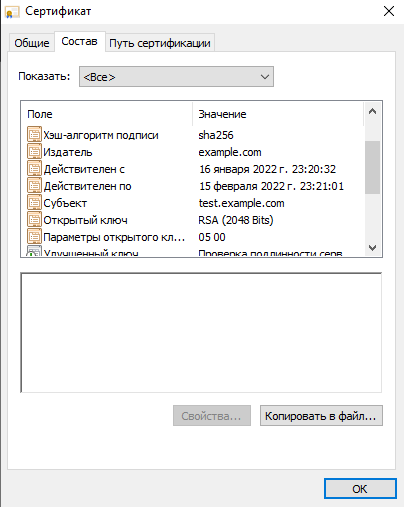 Сертификат
Общие Состав Путь сертификации
Показать: <Все>
Поле Значение
Хэш-алгоритм подписи sha256
Издатель example.com
Действителен с 16 января 2022 г. 23:20:32
Действителен по 15 февраля 2022 г. 23:21:01
Субъект test.example.com
Открытый ключ RSA (2048 Bits)
Параметры открытого кл... 05 00
Улучшенный ключ Проверка подлинности серв
Свойства... Копировать в файл...
ОК